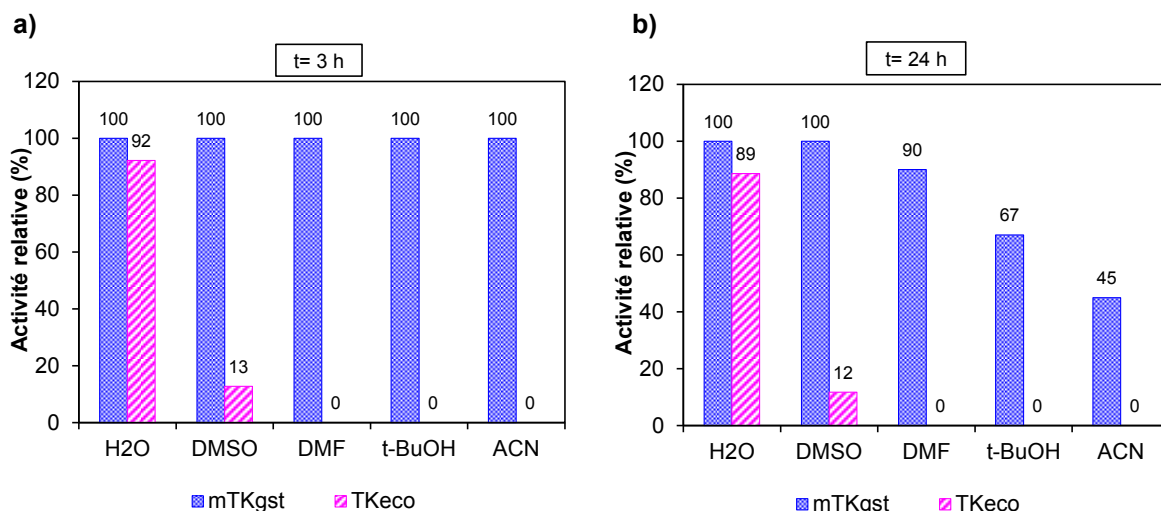 a)
t= 3 h
Activité relative (%)
120
100
80
60
40
20
0
100 92 100 100 100 100
13 0 0 0
H2O DMSO DMF t-BuOH ACN
mTKgst TKeco
b)
t= 24 h
Activité relative (%)
120
100
80
60
40
20
0
100 89 100 90 67 45
12 0 0 0
H2O DMSO DMF t-BuOH ACN
mTKgst TKeco